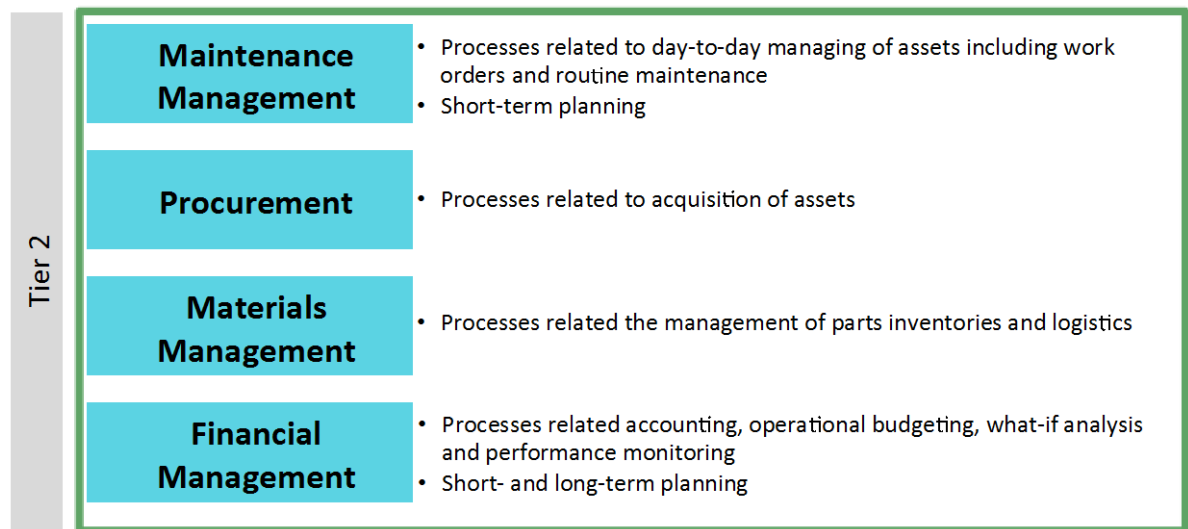 Tier 2
Maintenance
Management
• Processes related to day-to-day managing of assets including work
orders and routine maintenance
• Short-term planning
Procurement
• Processes related to acquisition of assets
Materials
Management
• Processes related the management of parts inventories and logistics
Financial
Management
• Processes related accounting, operational budgeting, what-if analysis
and performance monitoring
• Short- and long-term planning